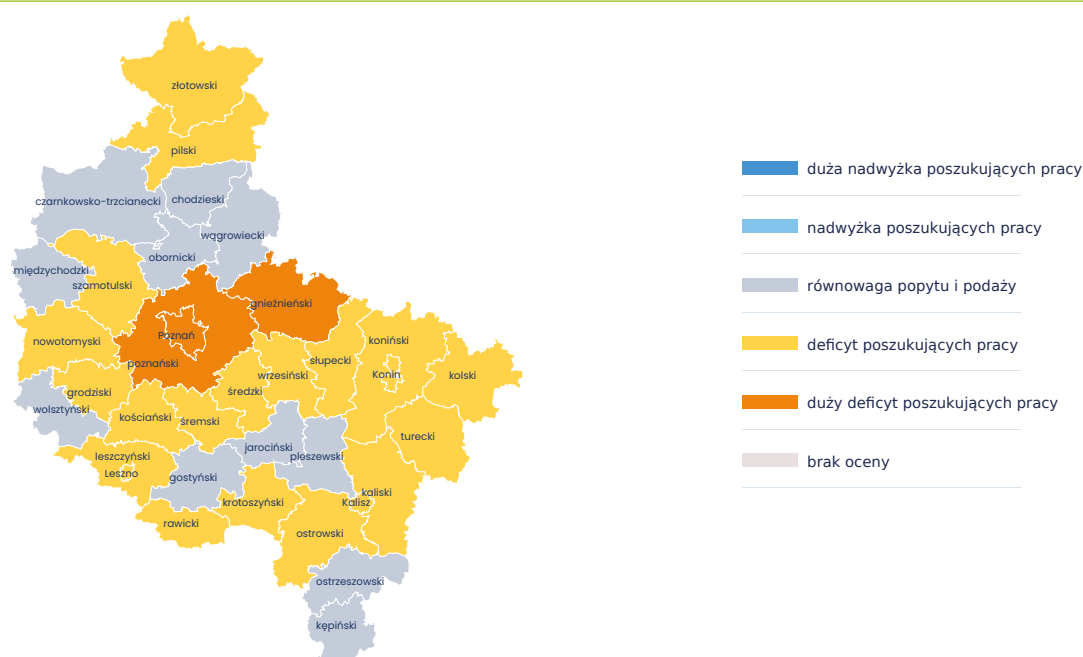 złotowski
pilski
czarnkowsko-trzcianecki
chodzieski
wągrowiecki
obornicki
międzychodzki
szamotulski
gnieźnieński
Poznań
nowotomyski
koniński
poznański
słupecki
wrzesiński
Konin
kolski
grodziski
średzki
wolsztyński
kościański
śremski
turecki
jarociński
leszczyński
pleszewski
Leszno
gostyński
kaliski
krotoszyński
Kalisz
rawicki
ostrowski
ostrzeszowski
kępiński
duża nadwyżka poszukujących pracy
nadwyżka poszukujących pracy
równowaga popytu i podaży
deficyt poszukujących pracy
duży deficyt poszukujących pracy
brak oceny